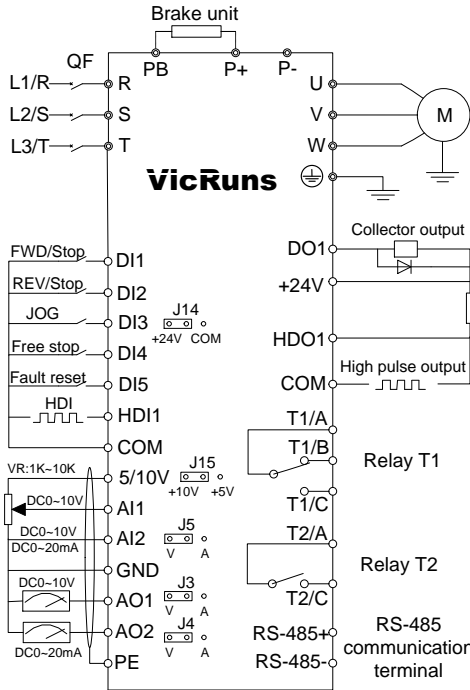 Brake unit
QF
PB P+ P-
L1/R R U
L2/S S V M
L3/T T W
VicRuns
Collector output
FWD/Stop DI1 DO1
REV/Stop DI2 +24V
JOG DI3 J14
+24V COM
HDO1
Free stop DI4
Fault reset DI5 COM High pulse output
HDI HDI1 T1/A
COM T1/B Relay T1
VR:1K~10K 5/10V J15
+10V +5V
T1/C
DC0~10V AI1
T2/A
DC0~10V AI2 J5
DC0~20mA V A
GND Relay T2
DC0~10V AO1 J3
V A
T2/C
AO2 J4
DC0~20mA V A
RS-485+ RS-485
PE RS-485- communication
terminal